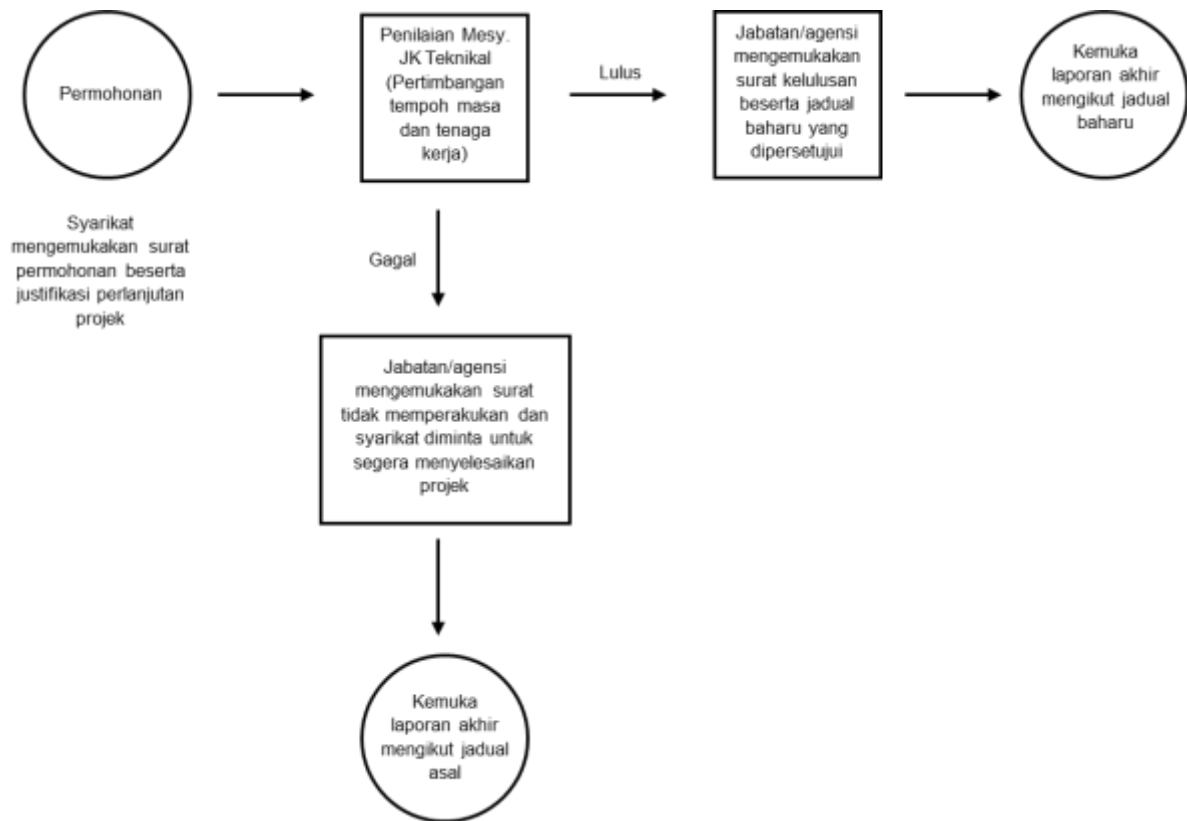 Permohonan
Syarikat
mengemukakan surat
permohonan beserta
justifikasi perlanjutan
projek
Penilaian Mesy.
JK Teknikal
(Pertimbangan
tempoh masa
dan tenaga
kerja)
Lulus
Jabatan/agensi
mengemukakan
surat kelulusan
beserta jadual
baharu yang
dipersetujui
Kemuka
laporan akhir
mengikut jadual
baharu
Gagal
Jabatan/agensi
mengemukakan surat
tidak memperakukan dan
syarikat diminta untuk
segera menyelesaikan
projek
Kemuka
laporan akhir
mengikut jadual
asal